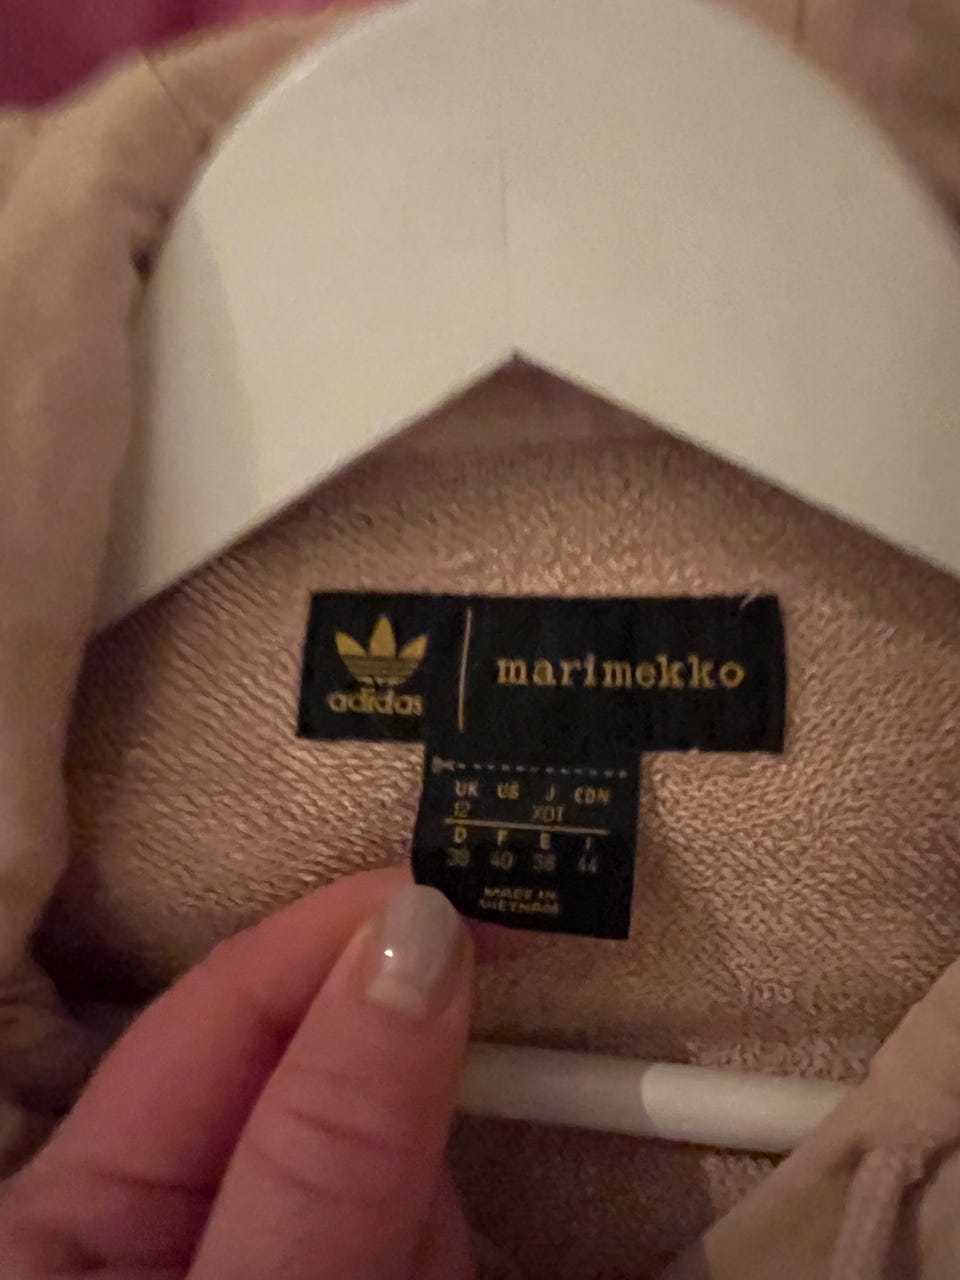 adidas
marimekko
UK US J CDN
12 XOT
D F E I
38 40 38 44
MADE IN
VIETNAM